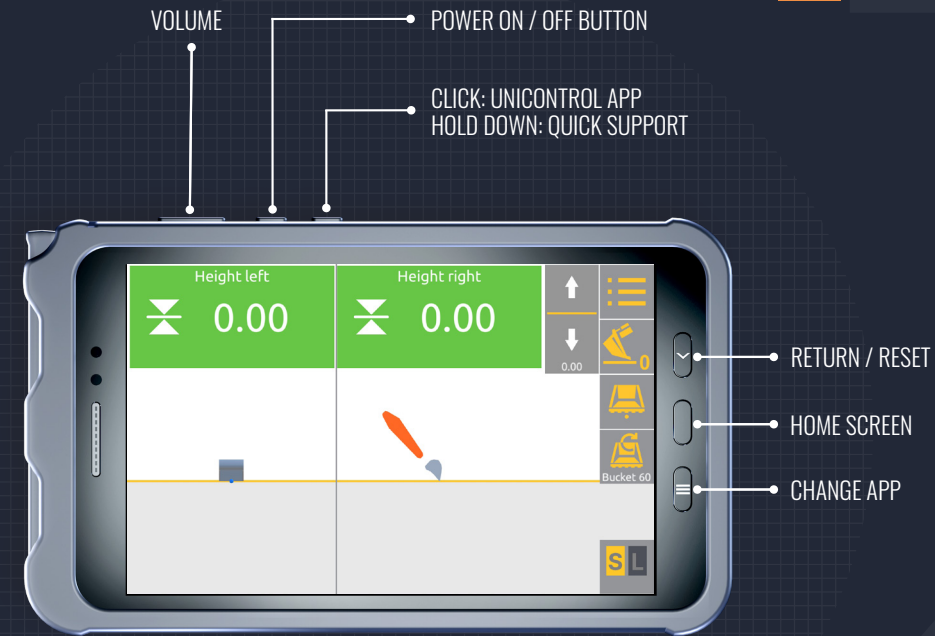 VOLUME
POWER ON / OFF BUTTON
CLICK: UNICONTROL APP
HOLD DOWN: QUICK SUPPORT
Height left
Height right
0.00
0.00
0.00
0
Bucket 60
S L
RETURN / RESET
HOME SCREEN
CHANGE APP